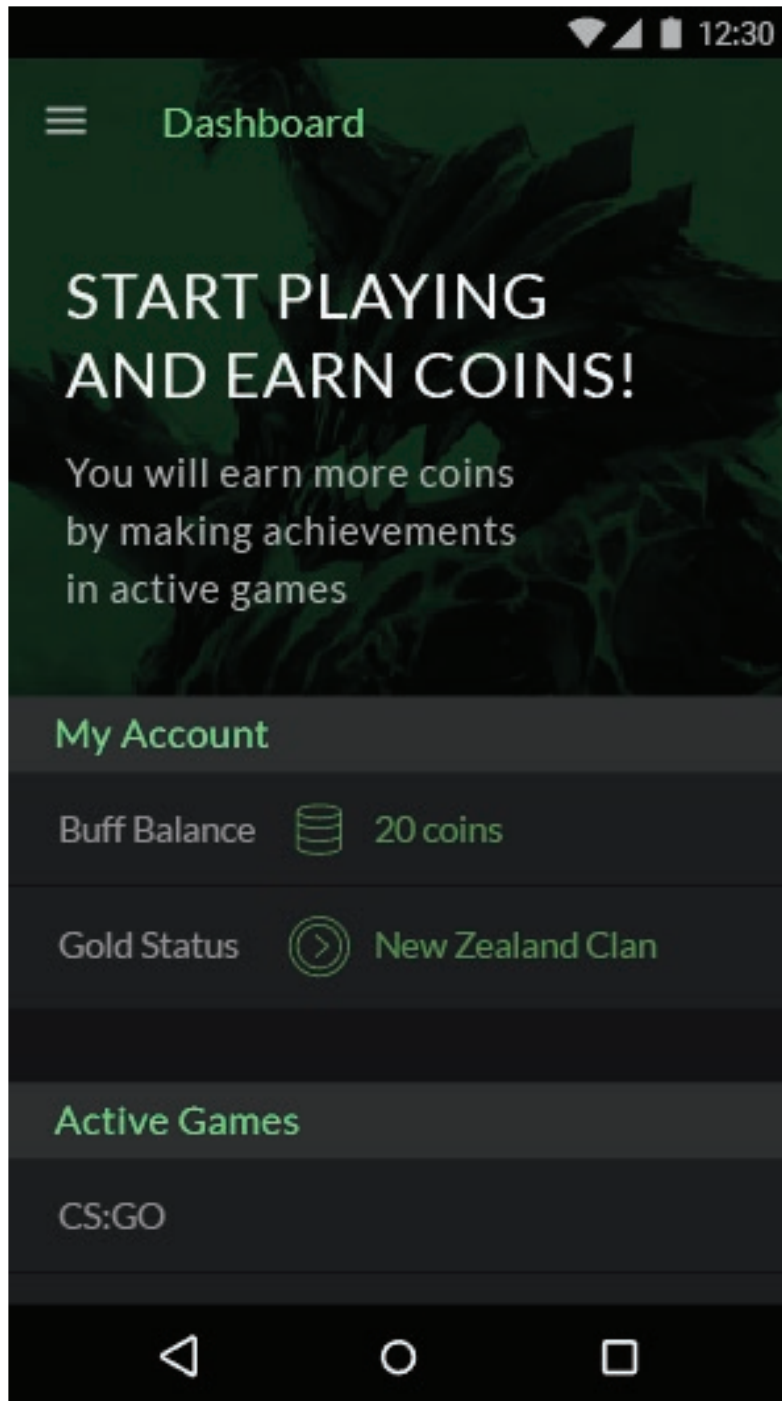 12:30
Dashboard
START PLAYING
AND EARN COINS!
You will earn more coins
by making achievements
in active games
My Account
Buff Balance 20 coins
Gold Status New Zealand Clan
Active Games
CS:GO